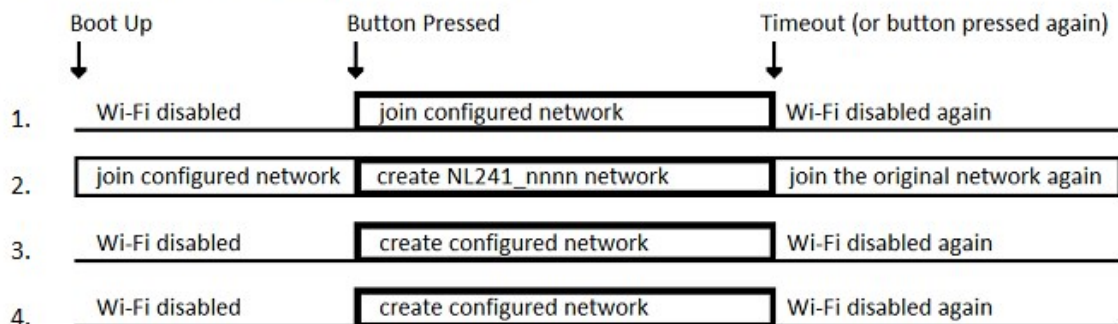 Boot Up Button Pressed Timeout (or button pressed again)
1. Wi-Fi disabled join configured network Wi-Fi disabled again
2. join configured network create NL241_nnnn network join the original network again
3. Wi-Fi disabled create configured network Wi-Fi disabled again
4. Wi-Fi disabled create configured network Wi-Fi disabled again